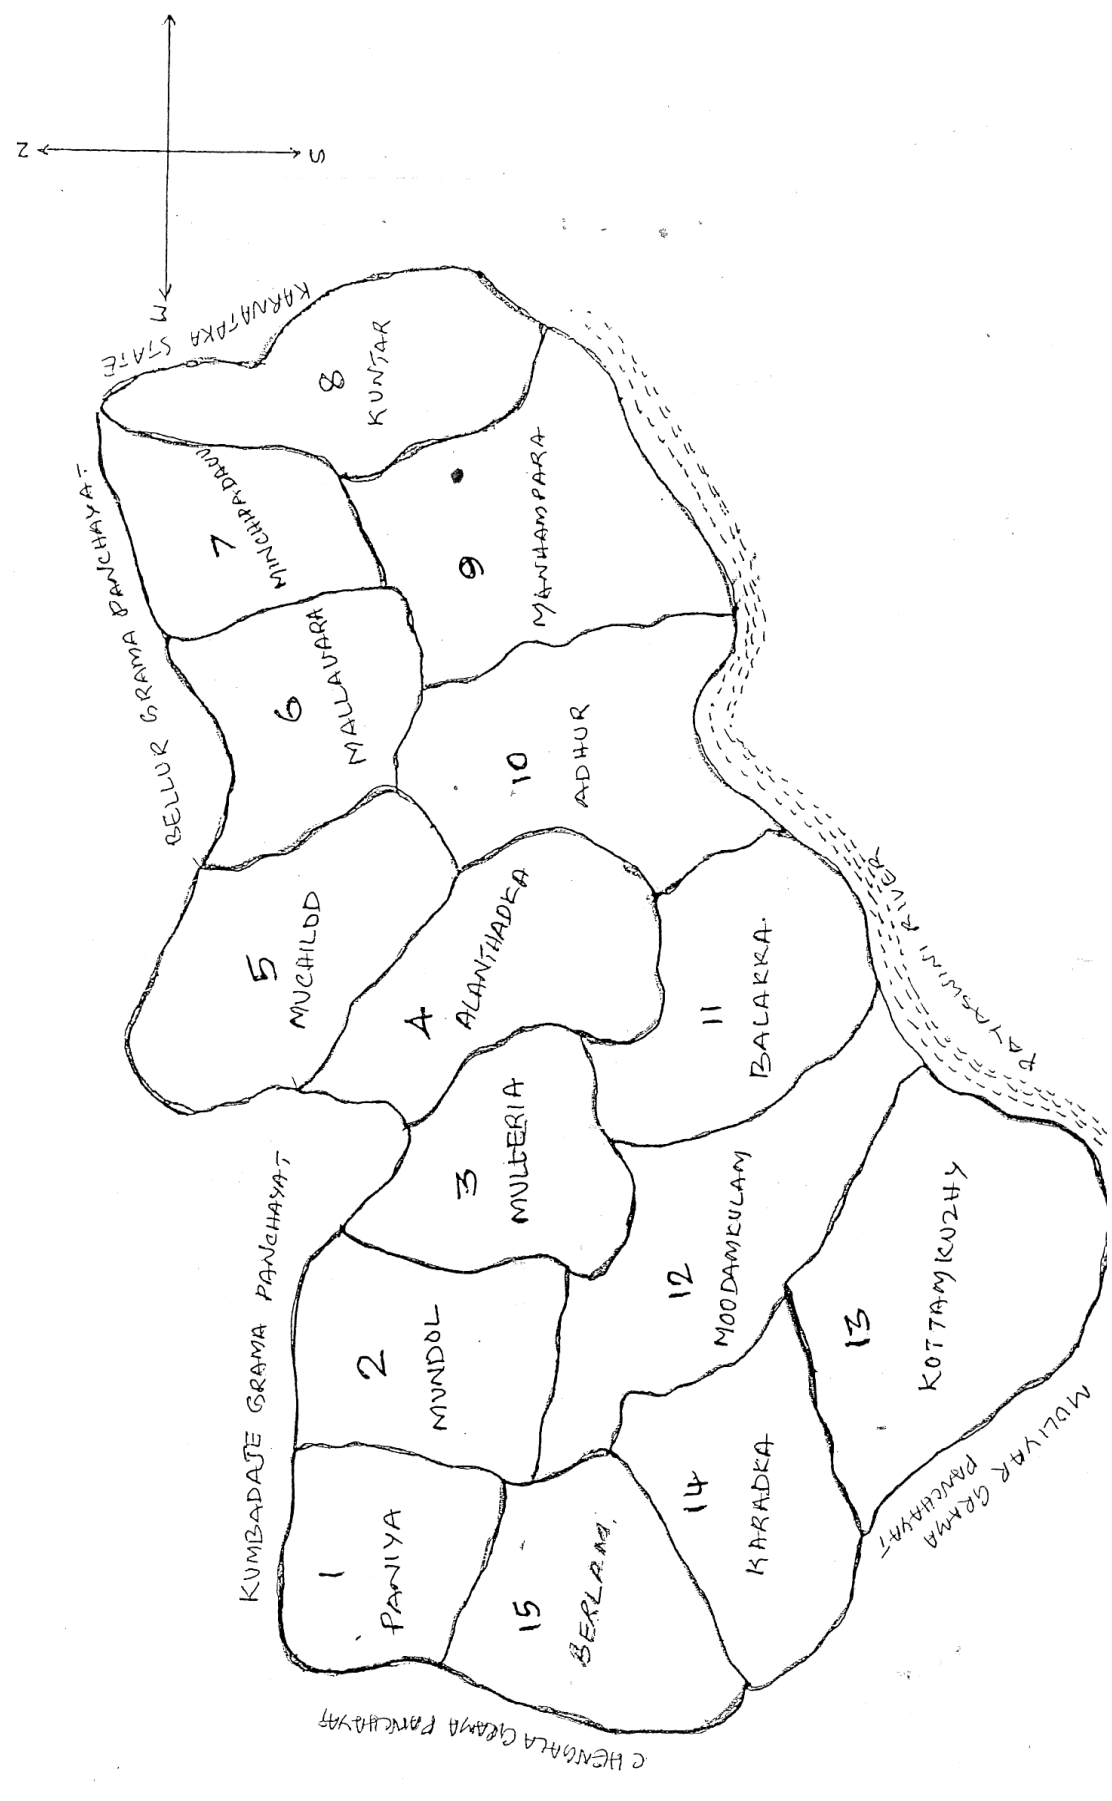 N
S
W
KARNATAKA STATE
BELLUR GRAMA PANCHAYAT
KUMBADAJE GRAMA PANCHAYAT
CHENGALA GRAMA PANCHAYAT
MULIYAR GRAMA
PANCHAYAT
PAYASWINI RIVER
1
PANIYA
2
MUNDOL
3
MULLERIA
4
ALANTHADKA
5
MUCHILOD
6
MALLAVARA
7
MINCHIPADAVU
8
KUNTAR
9
MANHAMPARA
10
ADHUR
11
BALAKKA.
12
MOODAMKULAM
13
KOTTAMKUZHY
14
KARADKA
15
BERLAM.